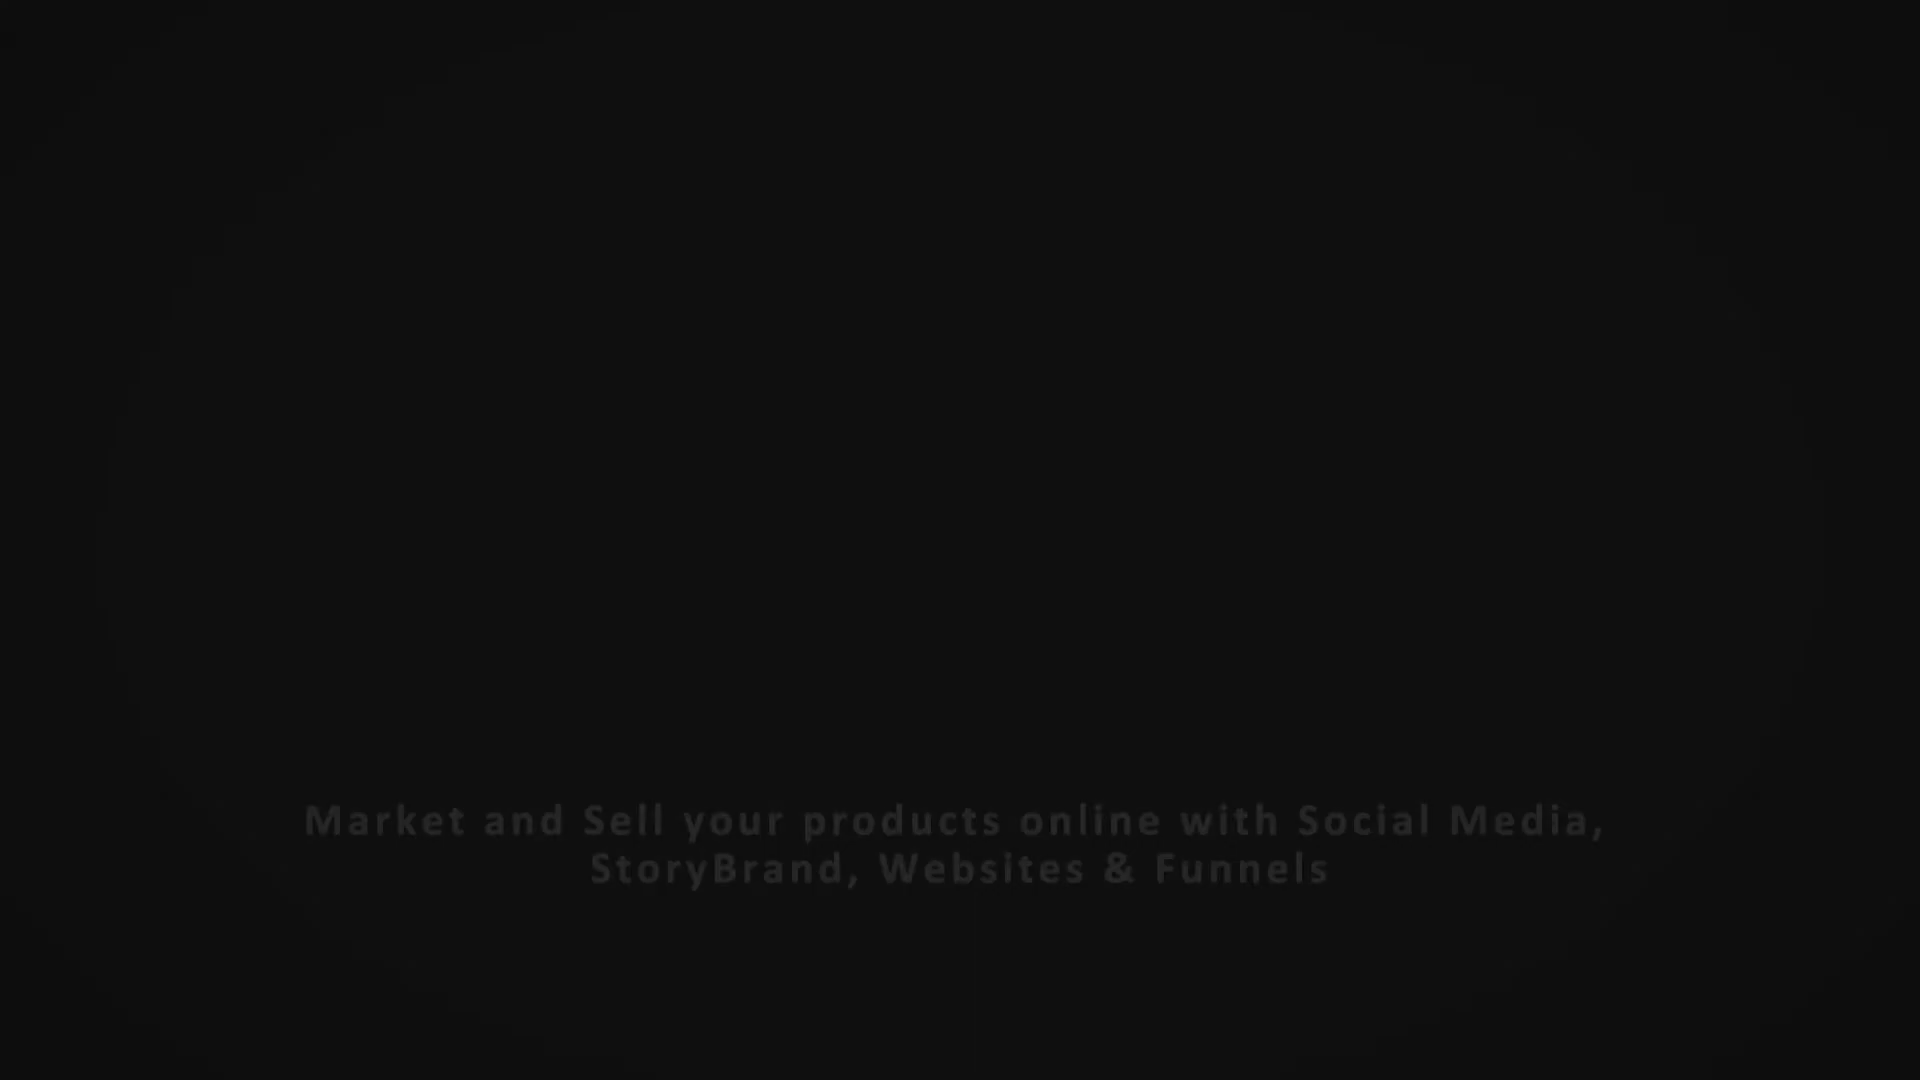 Market and Sell your products online with Social Media,
StoryBrand, Websites & Funnels